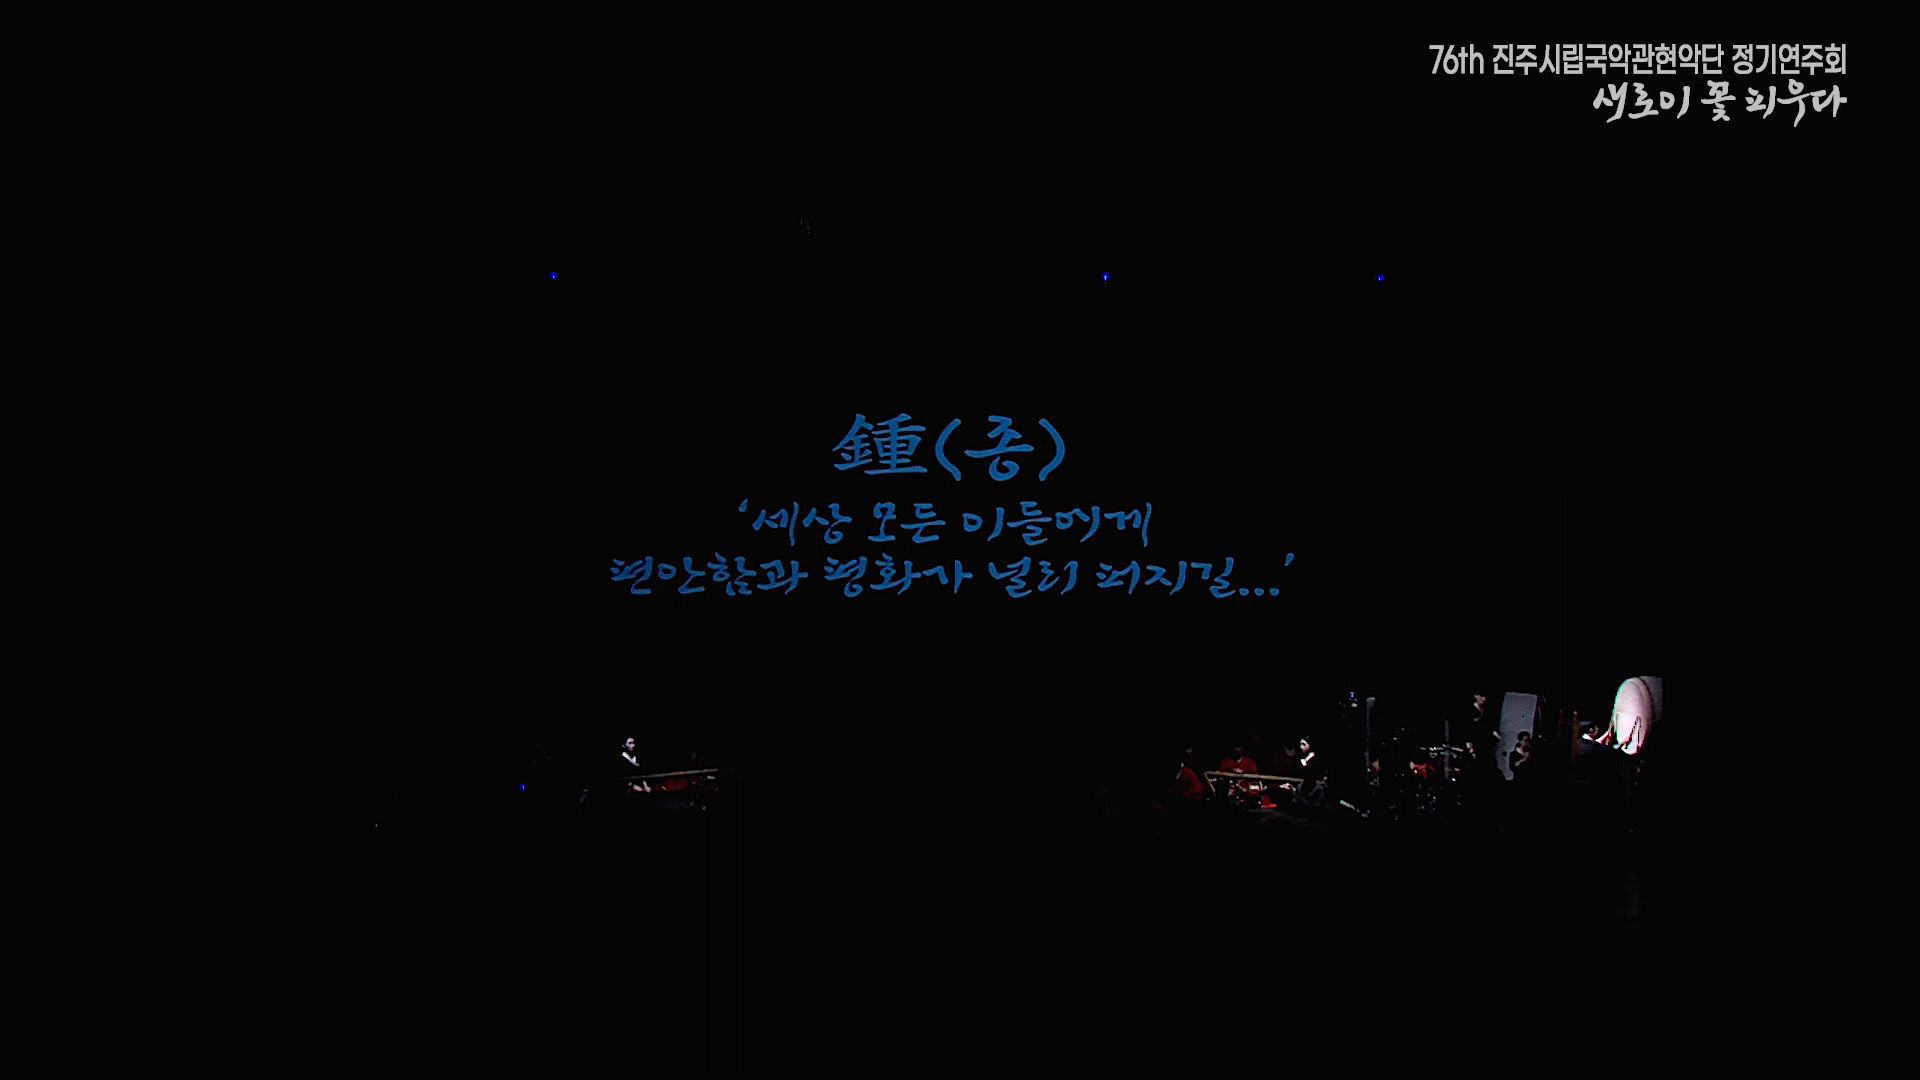 76th 진주시립국악관현악단 정기연주회
새로이 꽃 피우다
鍾(종)
‘세상 모든 이들에게
편안함과 평화가 널리 퍼지길...’